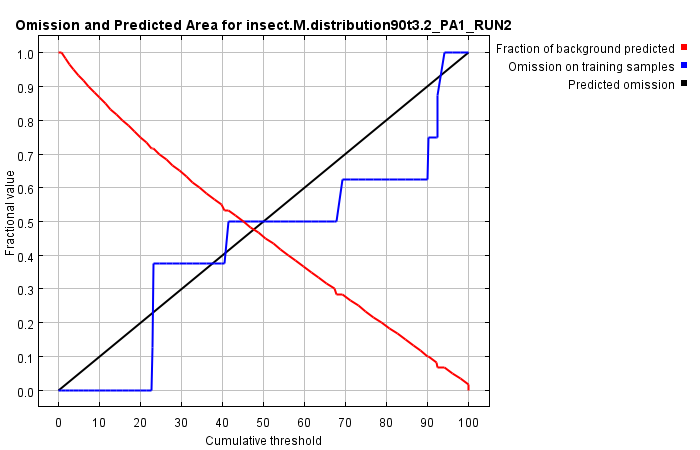 Omission and Predicted Area for insect.M.distribution90t3.2_PA1_RUN2
Fraction of background predicted
Omission on training samples
Predicted omission
Fractional value
1.0
0.9
0.8
0.7
0.6
0.5
0.4
0.3
0.2
0.1
0.0
0 10 20 30 40 50 60 70 80 90 100
Cumulative threshold